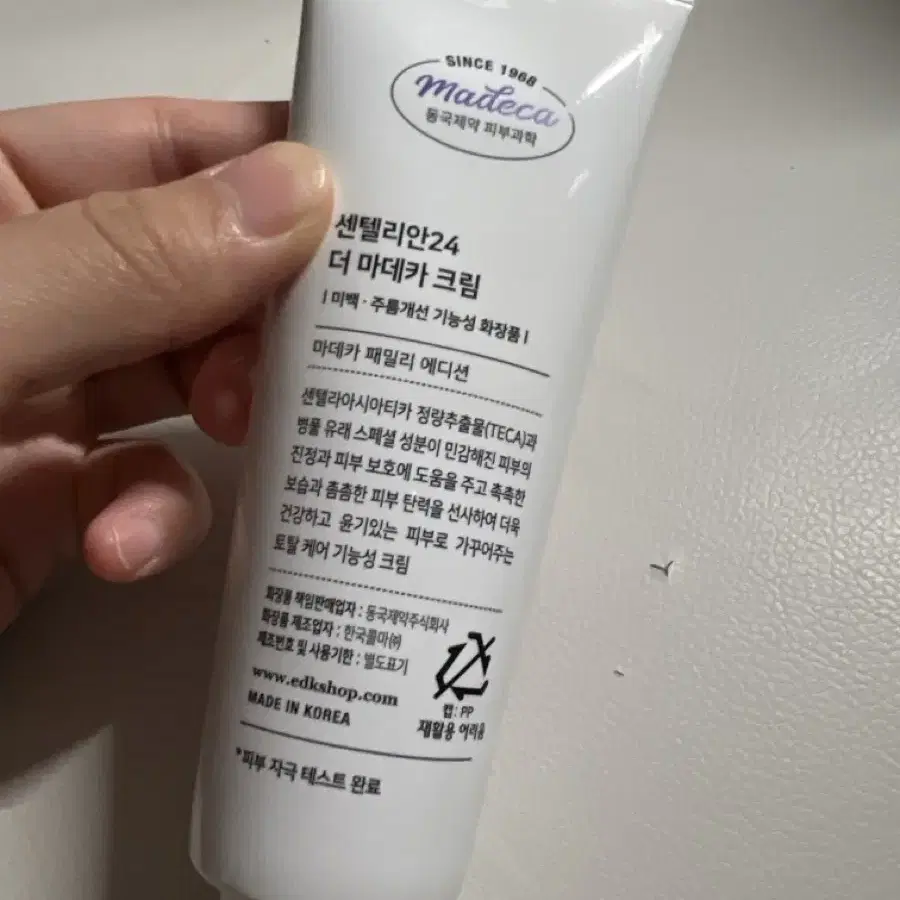 SINCE 1968
madeca
동국제약 피부과학
센텔리안24
더 마데카 크림
| 미백 · 주름개선 기능성 화장품 |
마데카 패밀리 에디션
센텔라아시아티카 정량추출물(TECA)과
병풀 유래 스페셜 성분이 민감해진 피부의
진정과 피부 보호에 도움을 주고 촉촉한
보습과 촘촘한 피부 탄력을 선사하여 더욱
건강하고 윤기있는 피부로 가꾸어주는
토탈 케어 기능성 크림
화장품 책임판매업자 : 동국제약주식회사
화장품 제조업자 : 한국콜마㈜
제조번호 및 사용기한 : 별도표기
www.edkshop.com
MADE IN KOREA
캡: PP
재활용 어려움
*피부 자극 테스트 완료